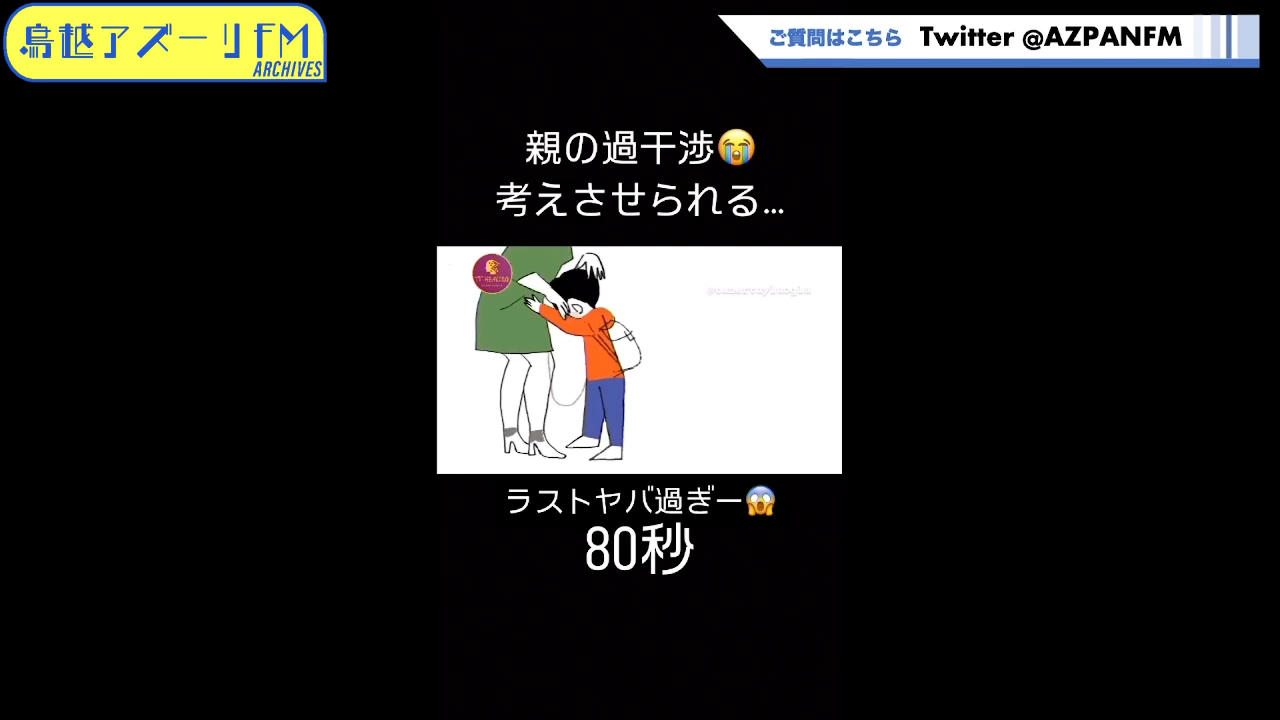 鳥越アズーリFM
ARCHIVES
ご質問はこちら Twitter @AZPANFM
親の過干渉😭
考えさせられる...
ラストヤバ過ぎー😱
80秒